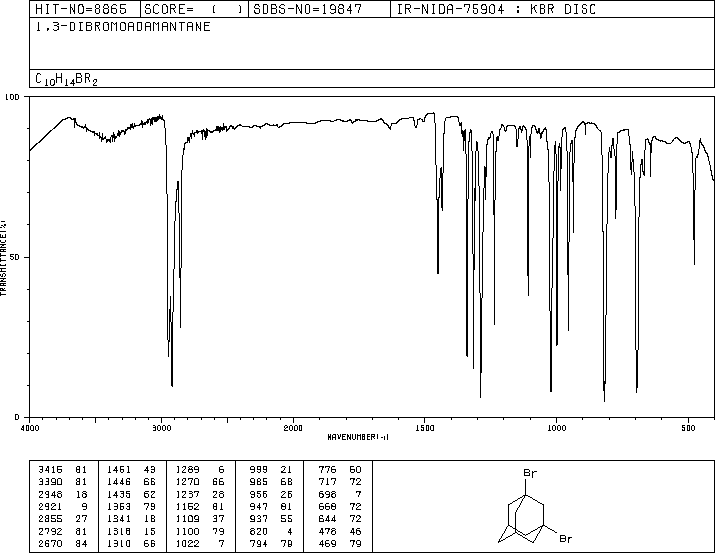 HIT-NO=8865 SCORE= ( ) SDBS-NO=19847 IR-NIDA-75904 : KBR DISC
1,3-DIBROMOADAMANTANE
C10H14BR2
100
50
0
TRANSMITTANCE(%)
4000 3000 2000 1500 1000 500
WAVENUMBER(-1)
3415 81 1451 43 1289 6 999 21 776 60
3390 81 1446 66 1270 66 985 68 717 72
2948 18 1435 62 1237 28 956 26 698 7
2921 9 1353 79 1152 81 947 81 668 72
2855 27 1341 18 1109 37 937 55 644 72
2792 81 1318 15 1100 79 820 4 478 46
2670 84 1310 66 1022 7 794 79 469 79
Br
Br